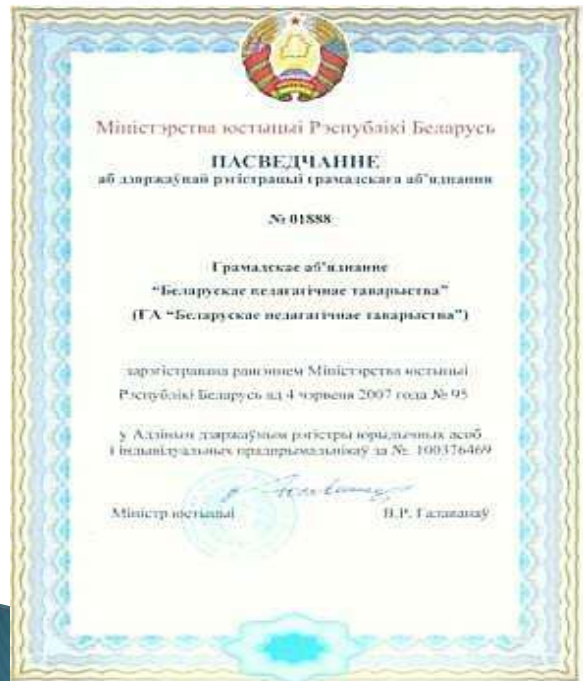 Міністэрства юстыцыі Рэспублікі Беларусь
ПАСВЕДЧАННЕ
аб дзяржаўнай рэгістрацыі грамадскага аб'яднання
№ 01888
Грамадскае аб'яднанне
“Беларускае педагагічнае таварыства”
(ГА “Беларускае педагагічнае таварыства”)
зарэгістравана рашэннем Міністэрства юстыцыі
Рэспублікі Беларусь ад 4 чэрвеня 2007 года № 95
у Адзіным дзяржаўным рэгістры юрыдычных асоб
і індывідуальных прадпрымальнікаў за №. 100376469
Міністр юстыцыі В.Р. Галаванаў